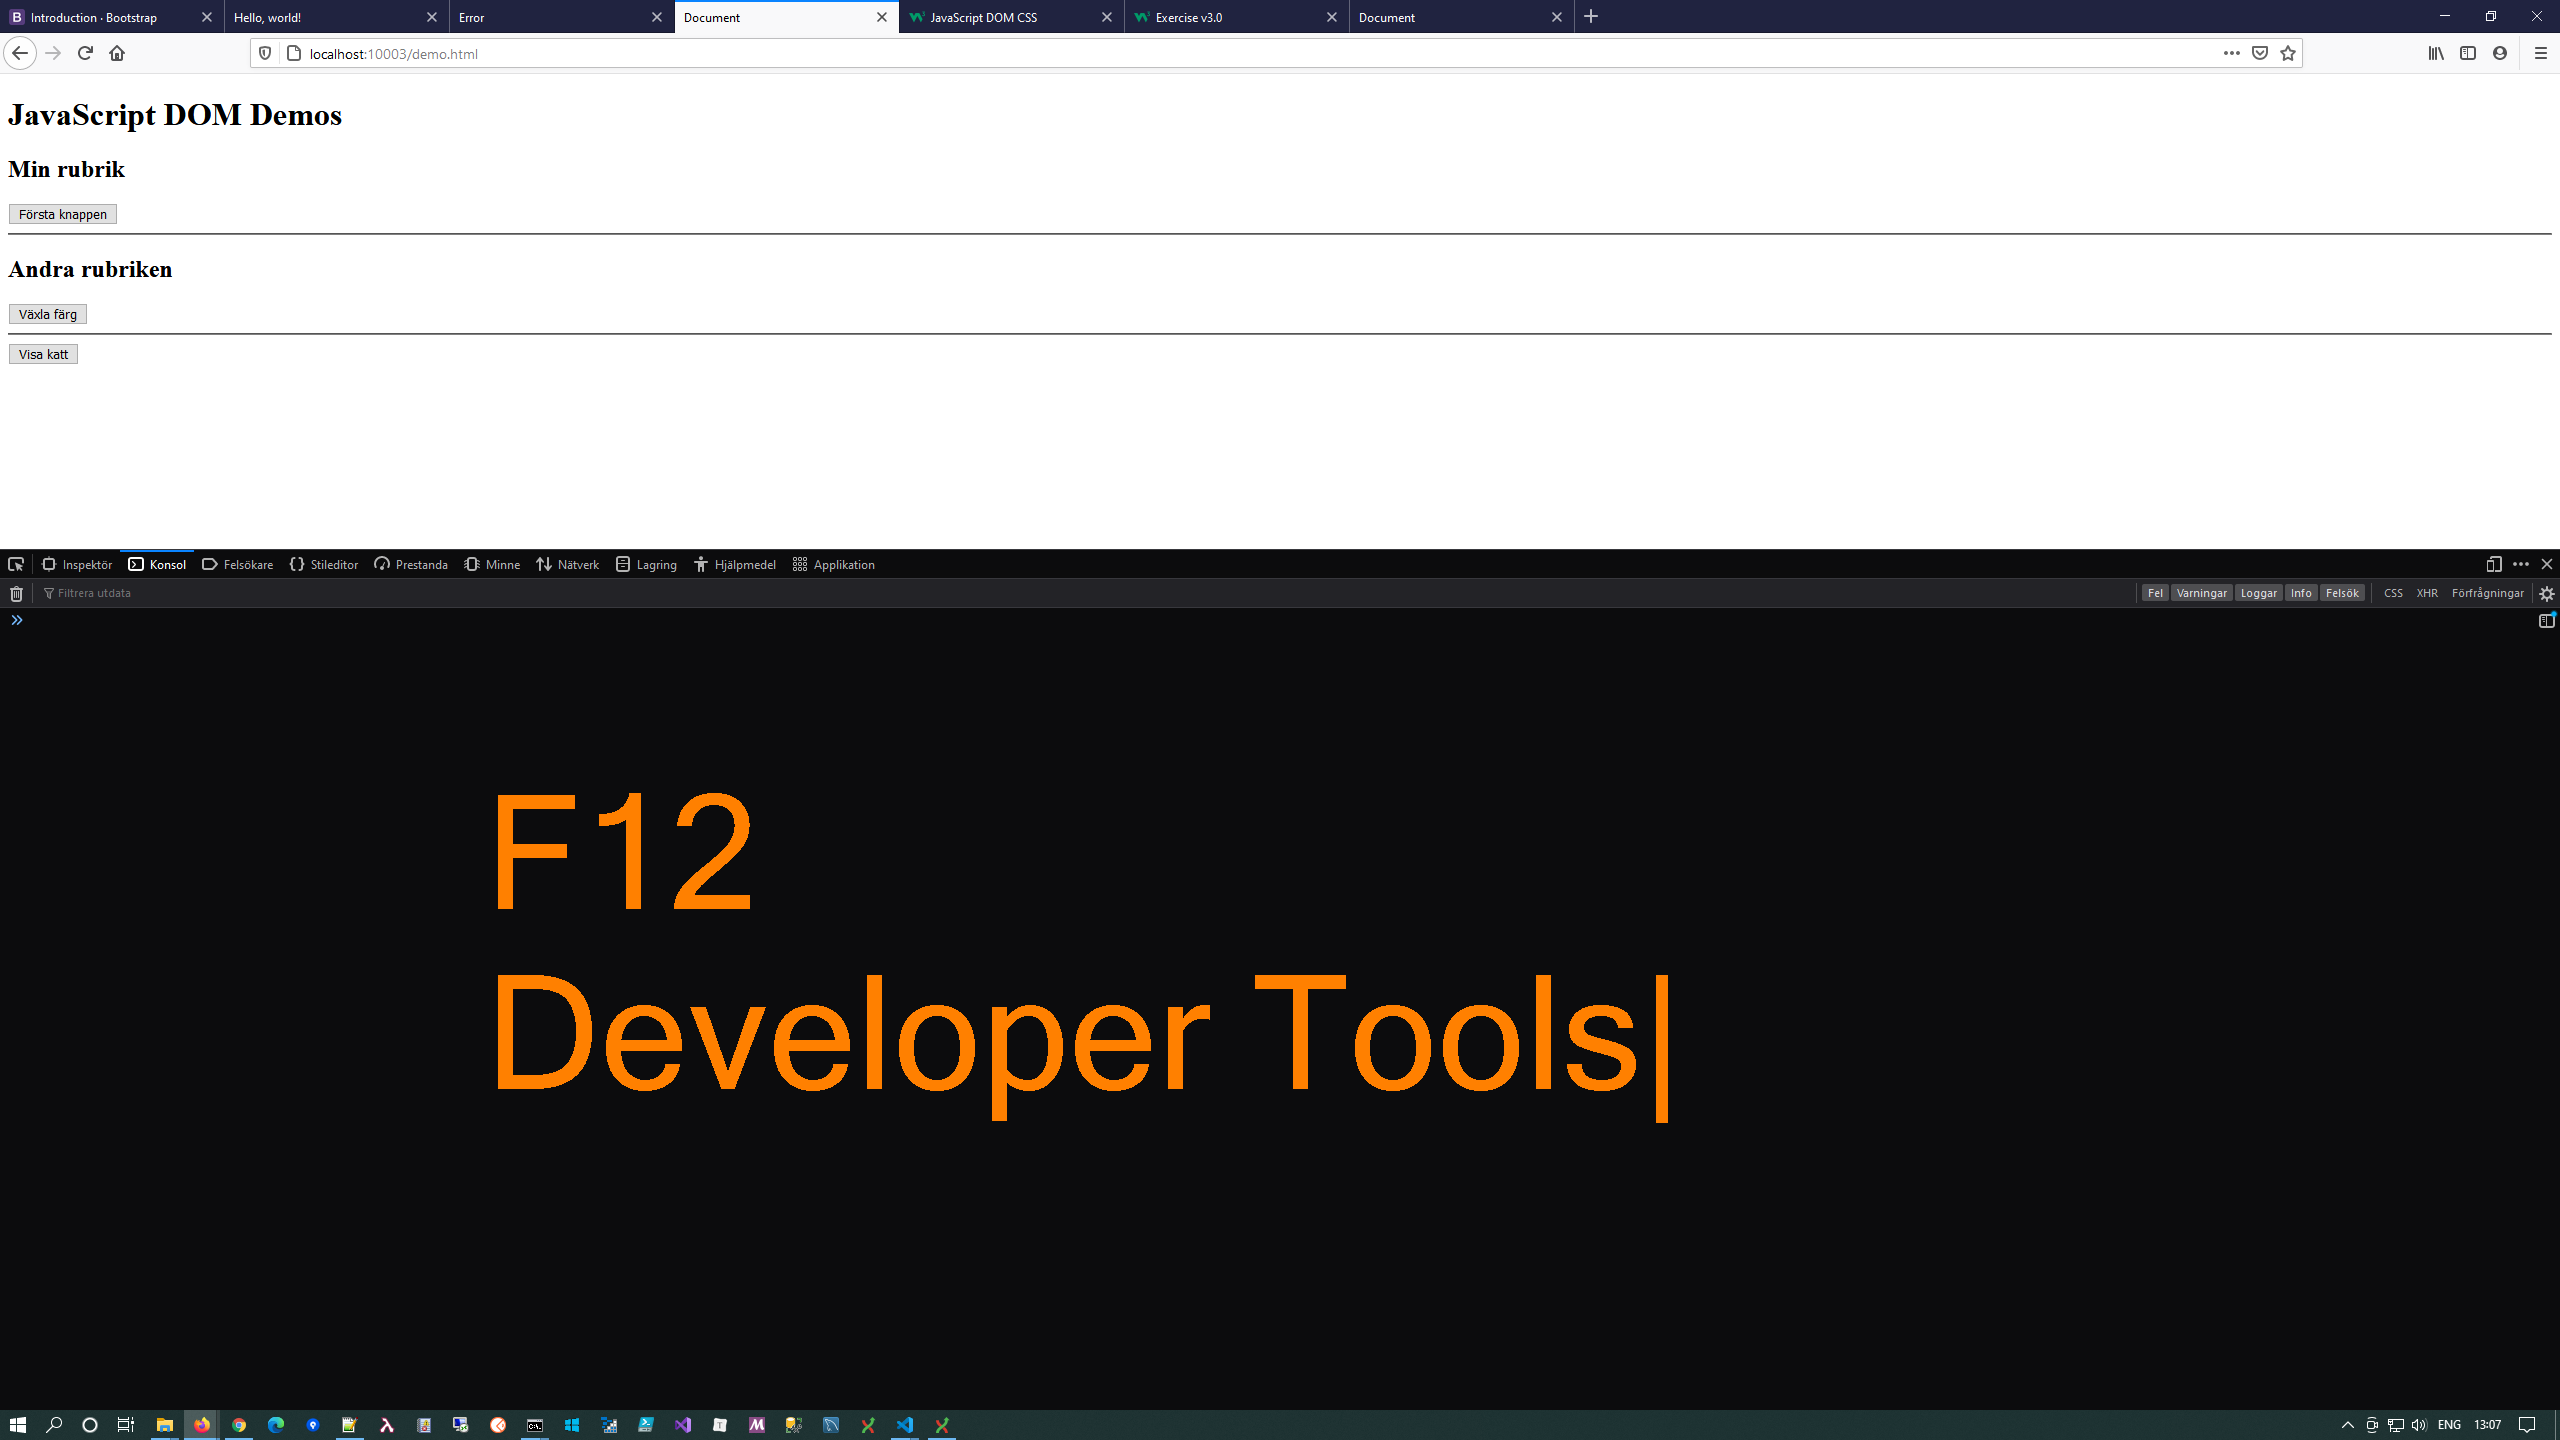 Introduction · Bootstrap
Hello, world!
Error
Document
JavaScript DOM CSS
Exercise v3.0
Document
localhost:10003/demo.html
JavaScript DOM Demos
Min rubrik
Första knappen
Andra rubriken
Växla färg
Visa katt
Inspektör
Konsol
Felsökare
Stileditor
Prestanda
Minne
Nätverk
Lagring
Hjälpmedel
Applikation
Filtrera utdata
Fel
Varningar
Loggar
Info
Felsök
CSS
XHR
Förfrågningar
F12
Developer Tools
ENG
13:07